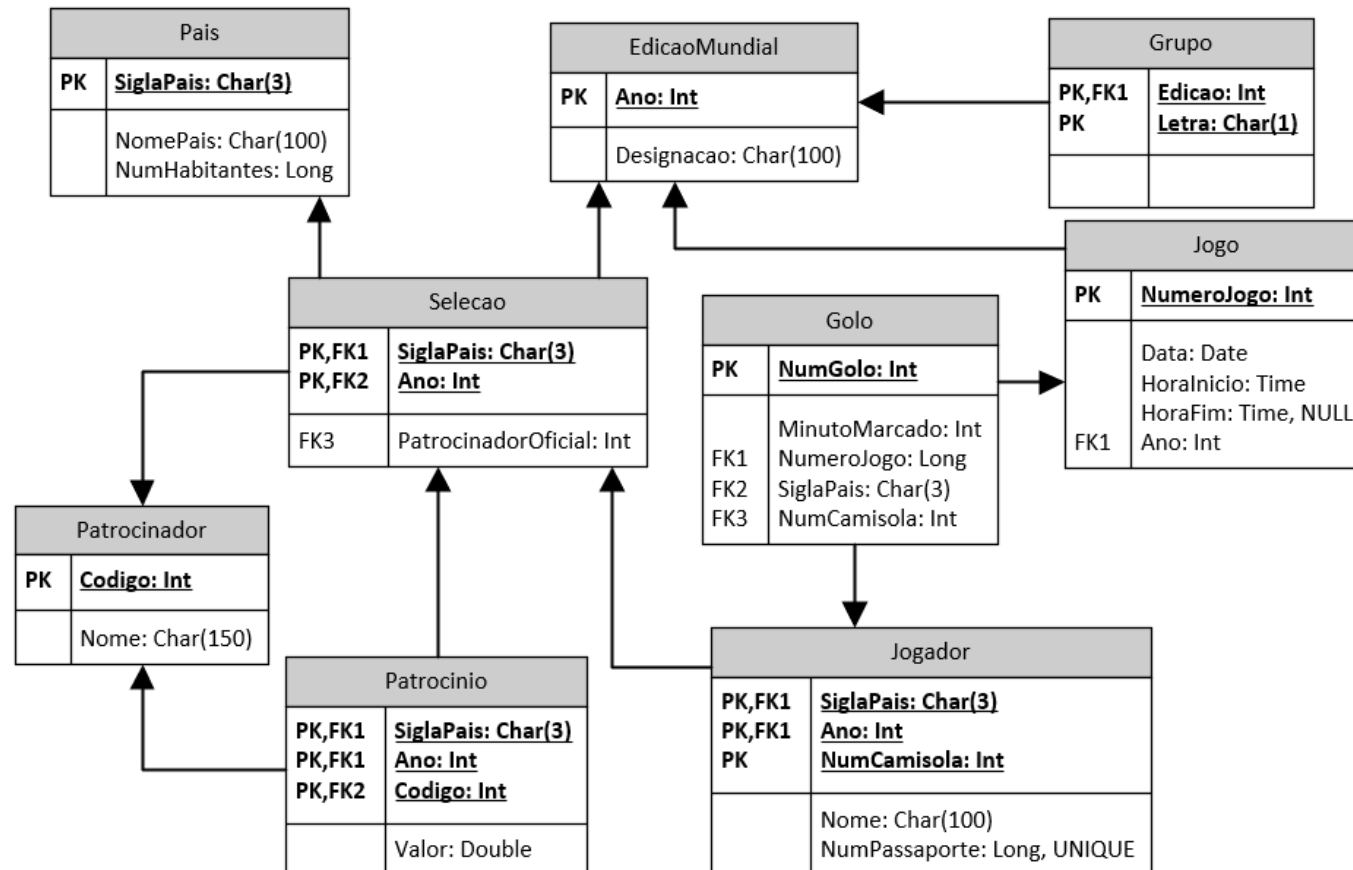 Pais
PK SiglaPais: Char(3)
NomePais: Char(100)
NumHabitantes: Long
EdicaoMundial
PK Ano: Int
Designacao: Char(100)
Grupo
PK,FK1 Edicao: Int
PK Letra: Char(1)
Jogo
PK NumeroJogo: Int
Data: Date
HoraInicio: Time
HoraFim: Time, NULL
FK1 Ano: Int
Selecao
PK,FK1 SiglaPais: Char(3)
PK,FK2 Ano: Int
FK3 PatrocinadorOficial: Int
Golo
PK NumGolo: Int
MinutoMarcado: Int
FK1 NumeroJogo: Long
FK2 SiglaPais: Char(3)
FK3 NumCamisola: Int
Patrocinador
PK Codigo: Int
Nome: Char(150)
Patrocinio
PK,FK1 SiglaPais: Char(3)
PK,FK1 Ano: Int
PK,FK2 Codigo: Int
Valor: Double
Jogador
PK,FK1 SiglaPais: Char(3)
PK,FK1 Ano: Int
PK NumCamisola: Int
Nome: Char(100)
NumPassaporte: Long, UNIQUE